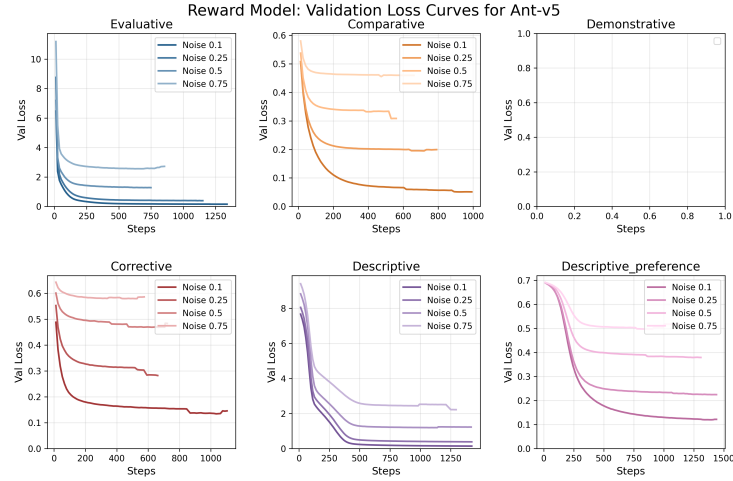 Reward Model: Validation Loss Curves for Ant-v5
Evaluative
Val Loss
10
8
6
4
2
0
0 250 500 750 1000 1250
Steps
Noise 0.1
Noise 0.25
Noise 0.5
Noise 0.75
Comparative
Val Loss
0.6
0.5
0.4
0.3
0.2
0.1
0.0
0 200 400 600 800 1000
Steps
Noise 0.1
Noise 0.25
Noise 0.5
Noise 0.75
Demonstrative
Val Loss
1.0
0.8
0.6
0.4
0.2
0.0
0.0 0.2 0.4 0.6 0.8 1.0
Steps
Corrective
Val Loss
0.6
0.5
0.4
0.3
0.2
0.1
0.0
0 200 400 600 800 1000
Steps
Noise 0.1
Noise 0.25
Noise 0.5
Noise 0.75
Descriptive
Val Loss
8
6
4
2
0
0 250 500 750 1000 1250
Steps
Noise 0.1
Noise 0.25
Noise 0.5
Noise 0.75
Descriptive_preference
Val Loss
0.7
0.6
0.5
0.4
0.3
0.2
0.1
0.0
0 250 500 750 1000 1250 1500
Steps
Noise 0.1
Noise 0.25
Noise 0.5
Noise 0.75